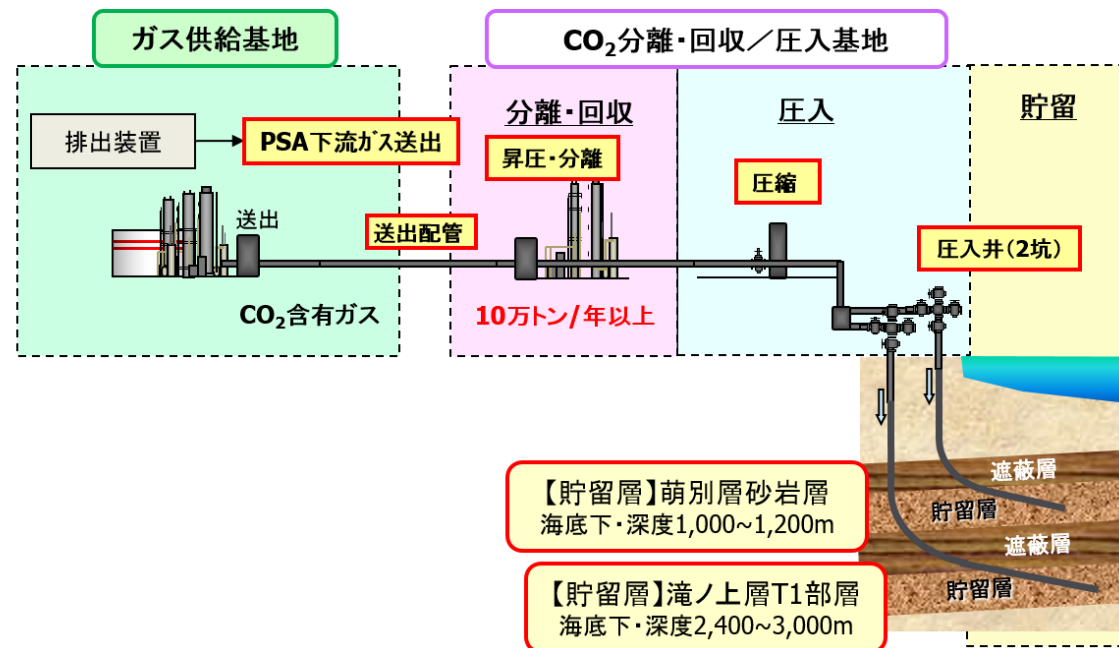 ガス供給基地
CO₂分離・回収／圧入基地
排出装置
PSA下流ガス送出
送出
送出配管
CO₂含有ガス
分離・回収
昇圧・分離
10万トン/年以上
圧入
圧縮
貯留
圧入井(2坑)
遮蔽層
貯留層
遮蔽層
貯留層
【貯留層】萌別層砂岩層
海底下・深度1,000~1,200m
【貯留層】滝ノ上層T1部層
海底下・深度2,400~3,000m